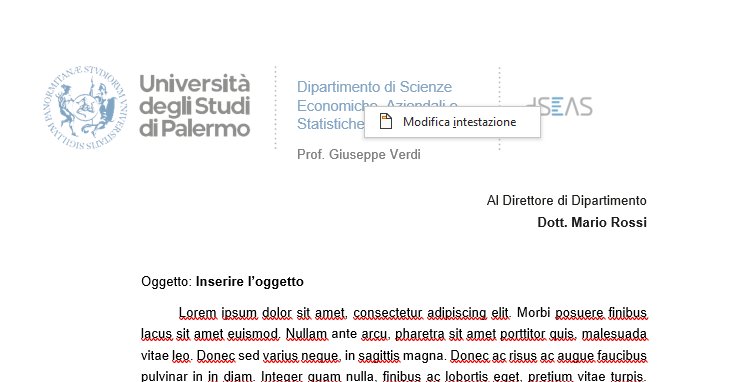 SIGILLVM VNIVERSITATIS STVDIORVM PANORMITANÆ
Università
degli Studi
di Palermo
Dipartimento di Scienze
Economiche, Aziendali e
Statistiche
Prof. Giuseppe Verdi
dSEAS
Modifica intestazione
Al Direttore di Dipartimento
Dott. Mario Rossi
Oggetto: Inserire l’oggetto
Lorem ipsum dolor sit amet, consectetur adipiscing elit. Morbi posuere finibus
lacus sit amet euismod. Nullam ante arcu, pharetra sit amet porttitor quis, malesuada
vitae leo. Donec sed varius neque, in sagittis magna. Donec ac risus ac augue faucibus
pulvinar in in diam. Integer quam nulla, finibus ac lobortis eget, pretium vitae turpis.